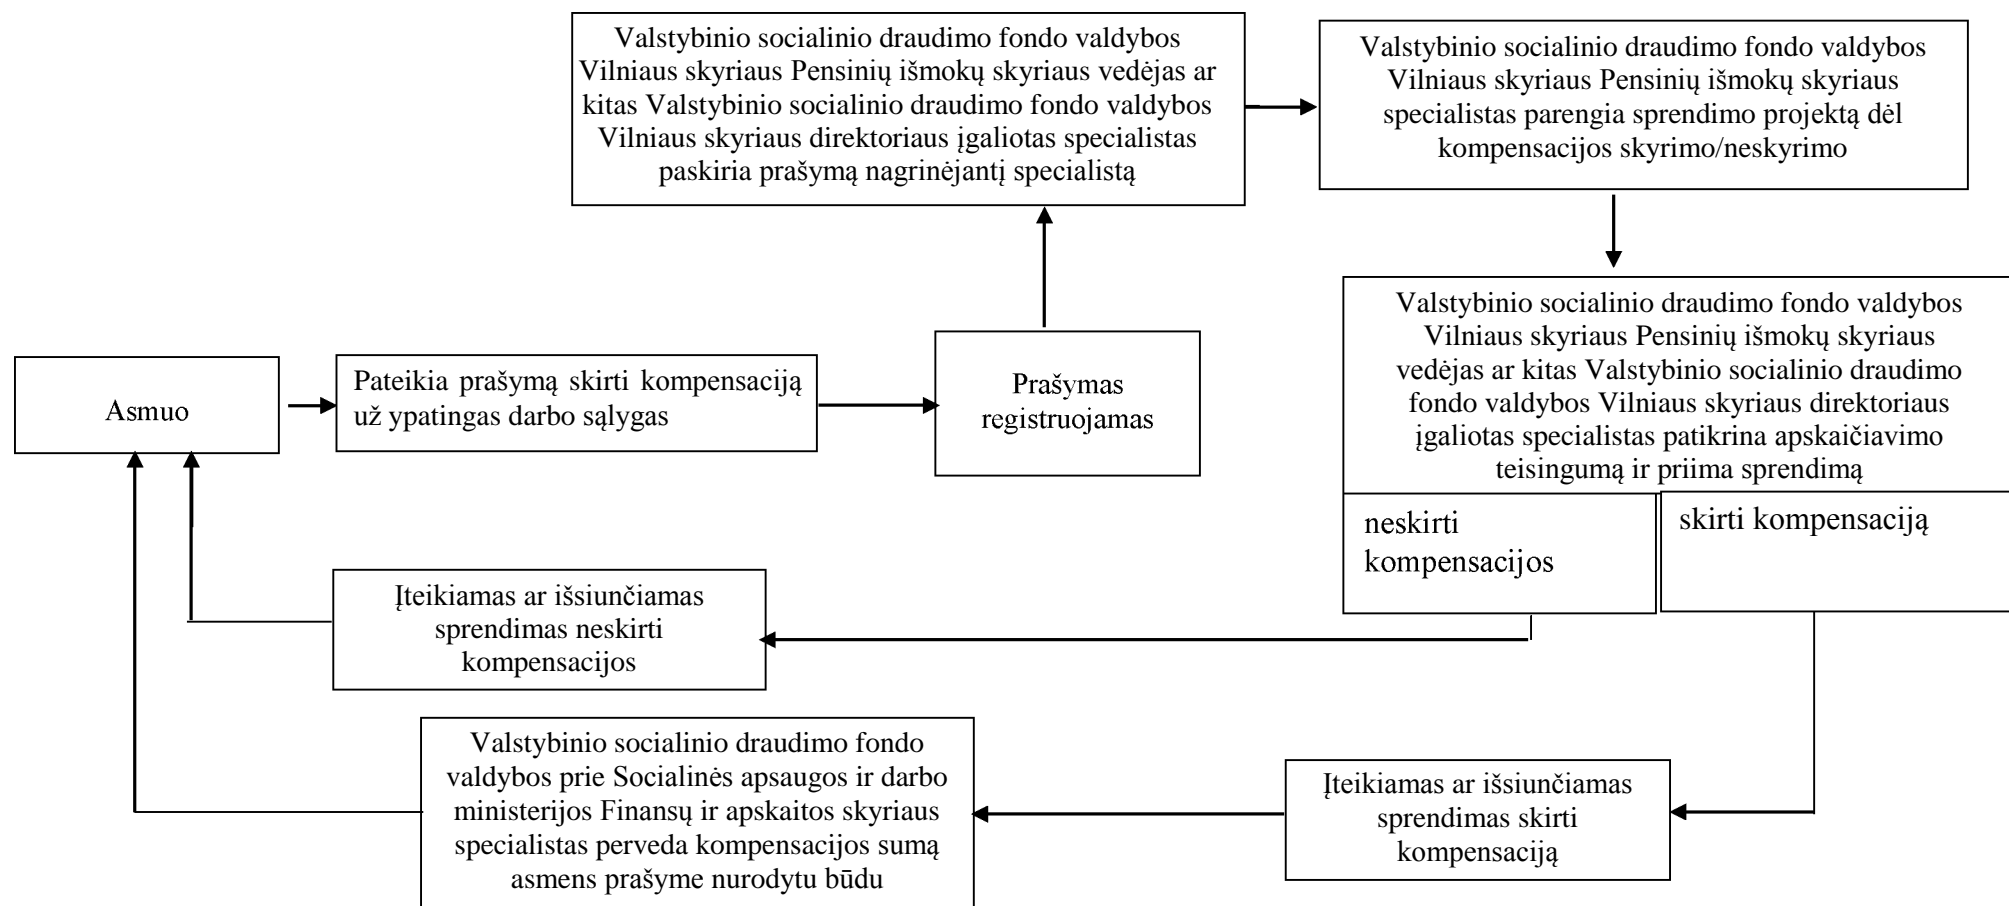 Valstybinio socialinio draudimo fondo valdybos
Vilniaus skyriaus Pensinių išmokų skyriaus vedėjas ar
kitas Valstybinio socialinio draudimo fondo valdybos
Vilniaus skyriaus direktoriaus įgaliotas specialistas
paskiria prašymą nagrinėjantį specialistą
Valstybinio socialinio draudimo fondo valdybos
Vilniaus skyriaus Pensinių išmokų skyriaus
specialistas parengia sprendimo projektą dėl
kompensacijos skyrimo/neskyrimo
Asmuo
Pateikia prašymą skirti kompensaciją
už ypatingas darbo sąlygas
Prašymas
registruojamas
Valstybinio socialinio draudimo fondo valdybos
Vilniaus skyriaus Pensinių išmokų skyriaus
vedėjas ar kitas Valstybinio socialinio draudimo
fondo valdybos Vilniaus skyriaus direktoriaus
įgaliotas specialistas patikrina apskaičiavimo
teisingumą ir priima sprendimą
neskirti
kompensacijos
skirti kompensaciją
Įteikiamas ar išsiunčiamas
sprendimas neskirti
kompensacijos
Valstybinio socialinio draudimo fondo
valdybos prie Socialinės apsaugos ir darbo
ministerijos Finansų ir apskaitos skyriaus
specialistas perveda kompensacijos sumą
asmens prašyme nurodytu būdu
Įteikiamas ar išsiunčiamas
sprendimas skirti
kompensaciją